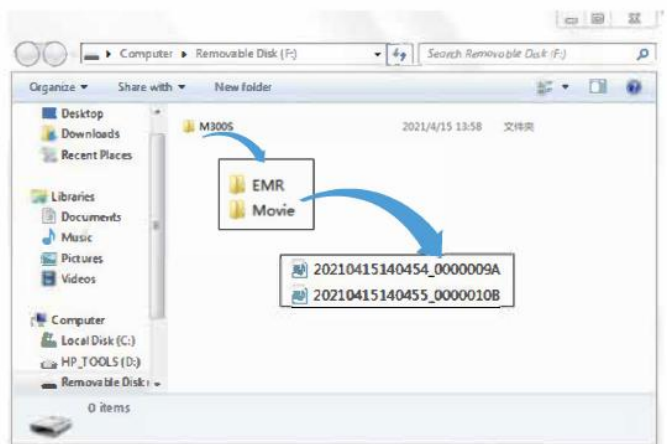 Computer ▸ Removable Disk (F:)
Search Removable Disk (F:)
Organize ▾ Share with ▾ New folder
Desktop
Downloads
Recent Places
Libraries
Documents
Music
Pictures
Videos
Computer
Local Disk (C:)
HP_TOOLS (D:)
Removable Disk
M300S 2021/4/15 13:58 文件夹
EMR
Movie
20210415140454_0000009A
20210415140455_0000010B
0 items